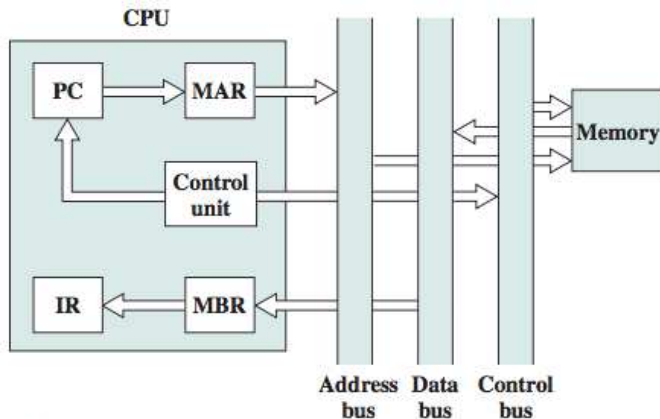 CPU
PC
MAR
Memory
Control
unit
IR
MBR
Address
bus
Data
bus
Control
bus